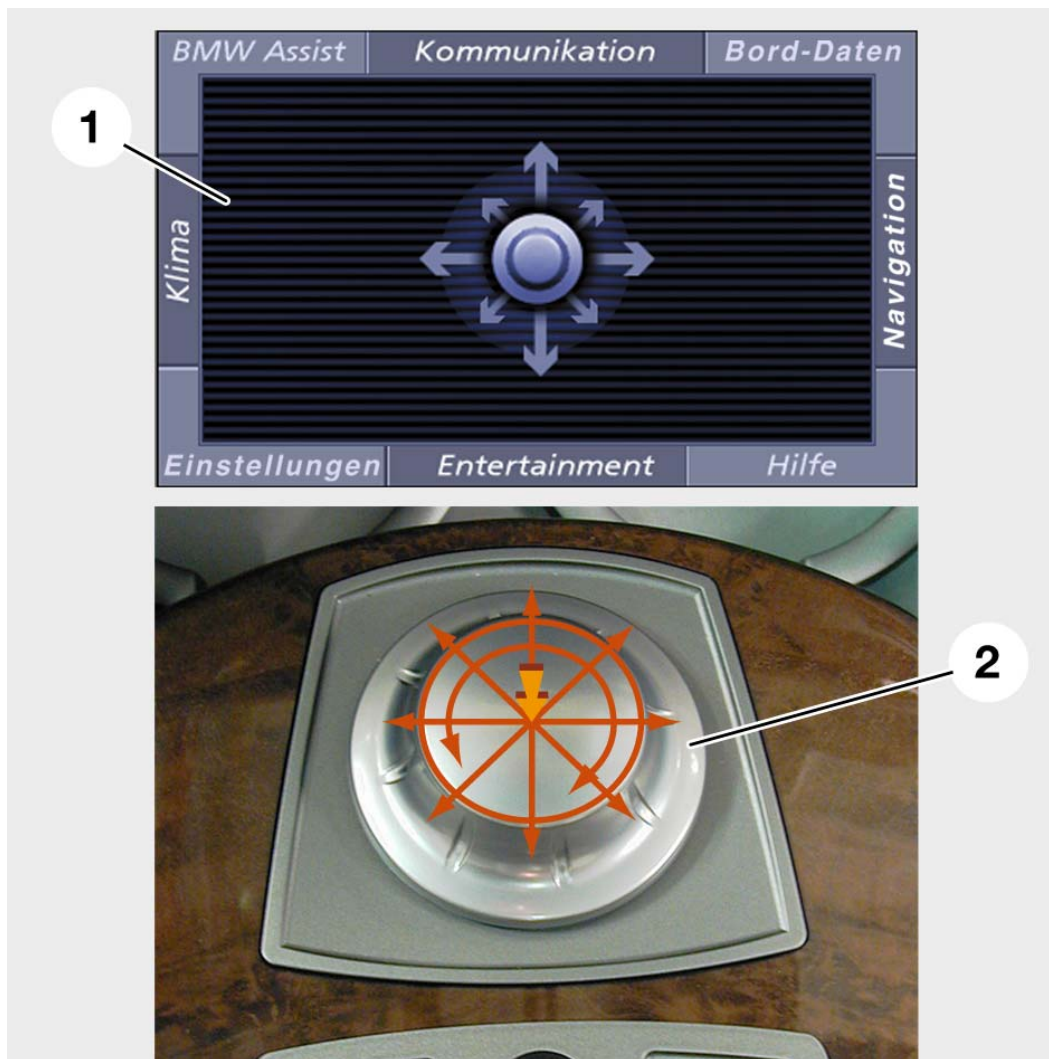 BMW Assist Kommunikation Bord-Daten
1
Klima
Navigation
Einstellungen Entertainment Hilfe
2